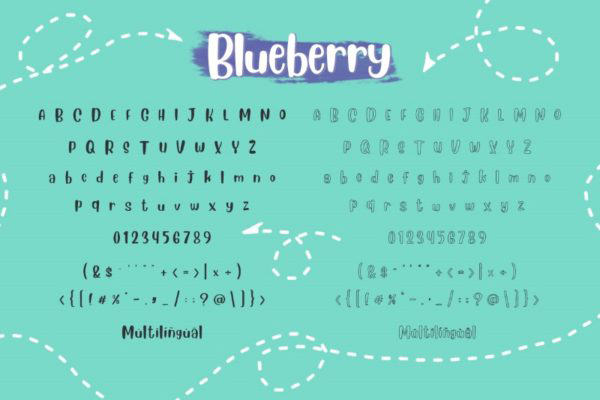 Blueberry
A B C D E F G H I J K L M N O
P Q R S T U V W X Y Z
a b c d e f g h i j k l m n o
p q r s t u v w x y z
0123456789
( & $ - ' " ° + < = > | x ÷ )
< { [ ( ! # % * - . , _ / : : ? @ \ ] } >
Multilingual
A B C D E F G H I J K L M N O
P Q R S T U V W X Y Z
a b c d e f g h i j k l m n o
p q r s t u v w x y z
0123456789
Multilingual